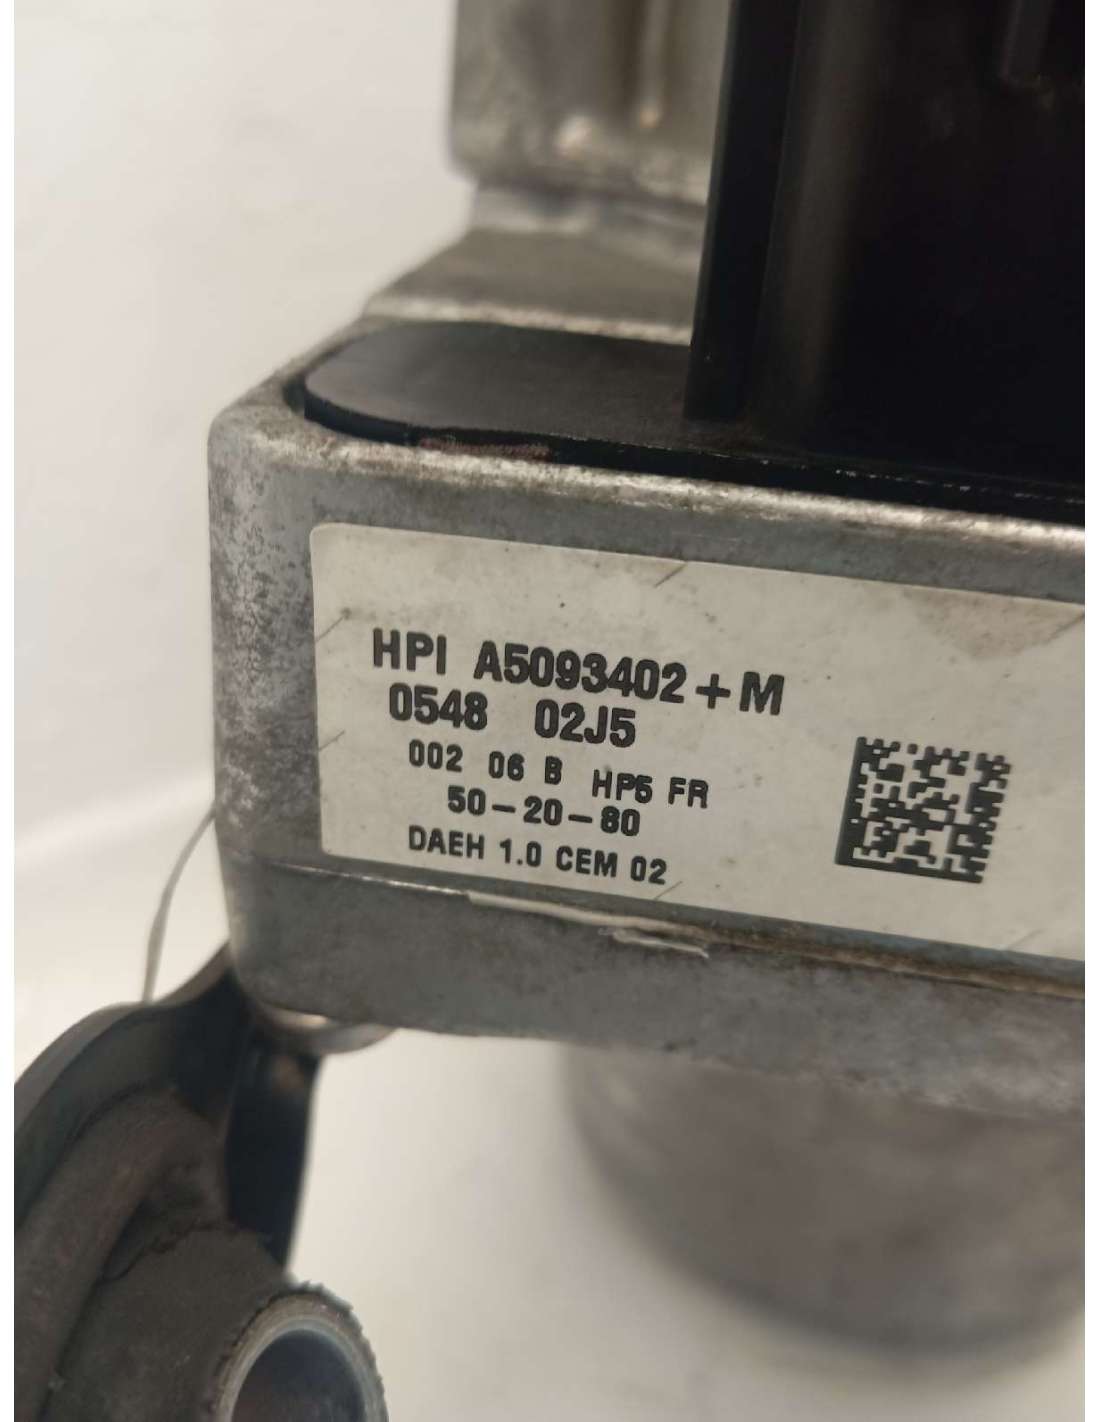 HPI A5093402+M
0548 02J5
002 06 B HP5 FR
50-20-80
DAEH 1.0 CEM 02